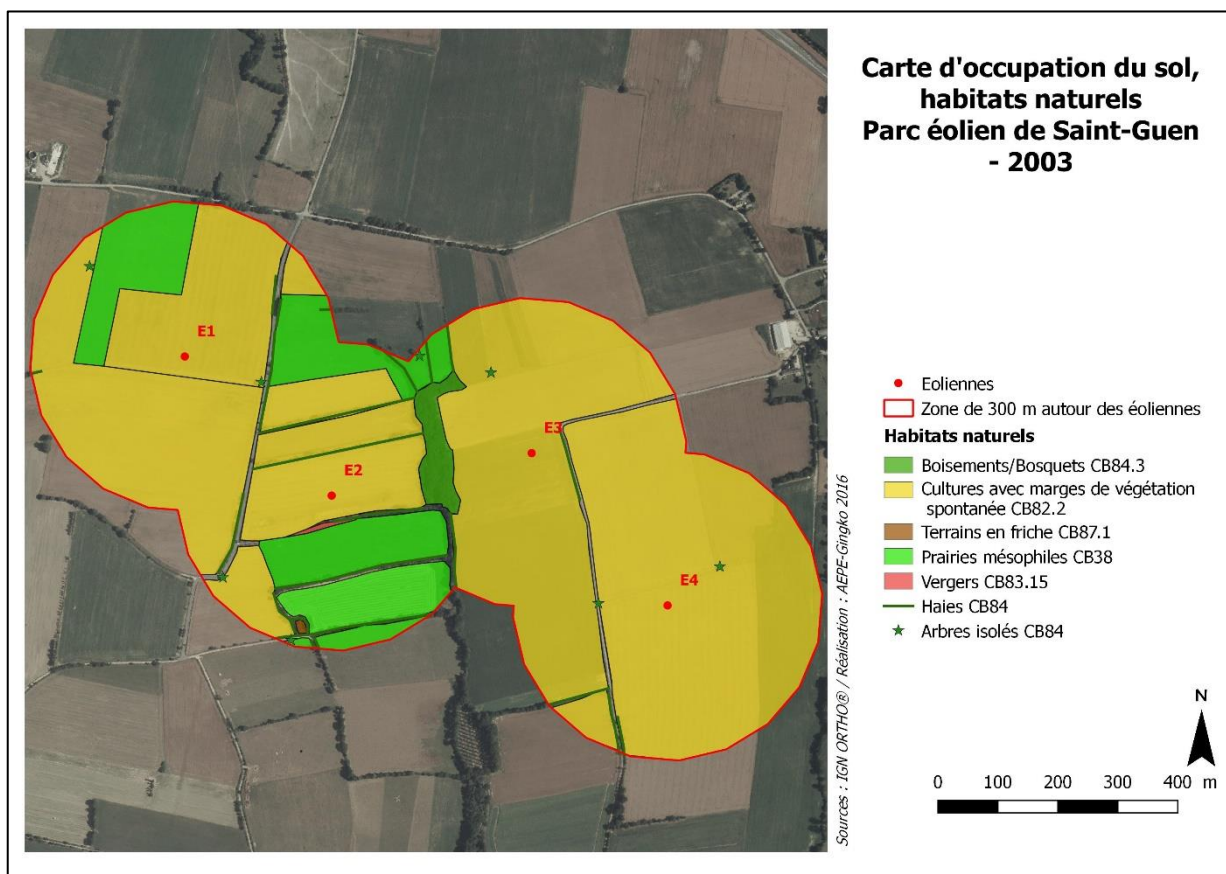 Carte d'occupation du sol,
habitats naturels
Parc éolien de Saint-Guen
- 2003
E1
E2
E3
E4
Eoliennes
Zone de 300 m autour des éoliennes
Habitats naturels
Boisements/Bosquets CB84.3
Cultures avec marges de végétation
spontanée CB82.2
Terrains en friche CB87.1
Prairies mésophiles CB38
Vergers CB83.15
Haies CB84
Arbres isolés CB84
Sources : IGN ORTHO® / Réalisation : AEPE-Gingko 2016
N
0 100 200 300 400 m